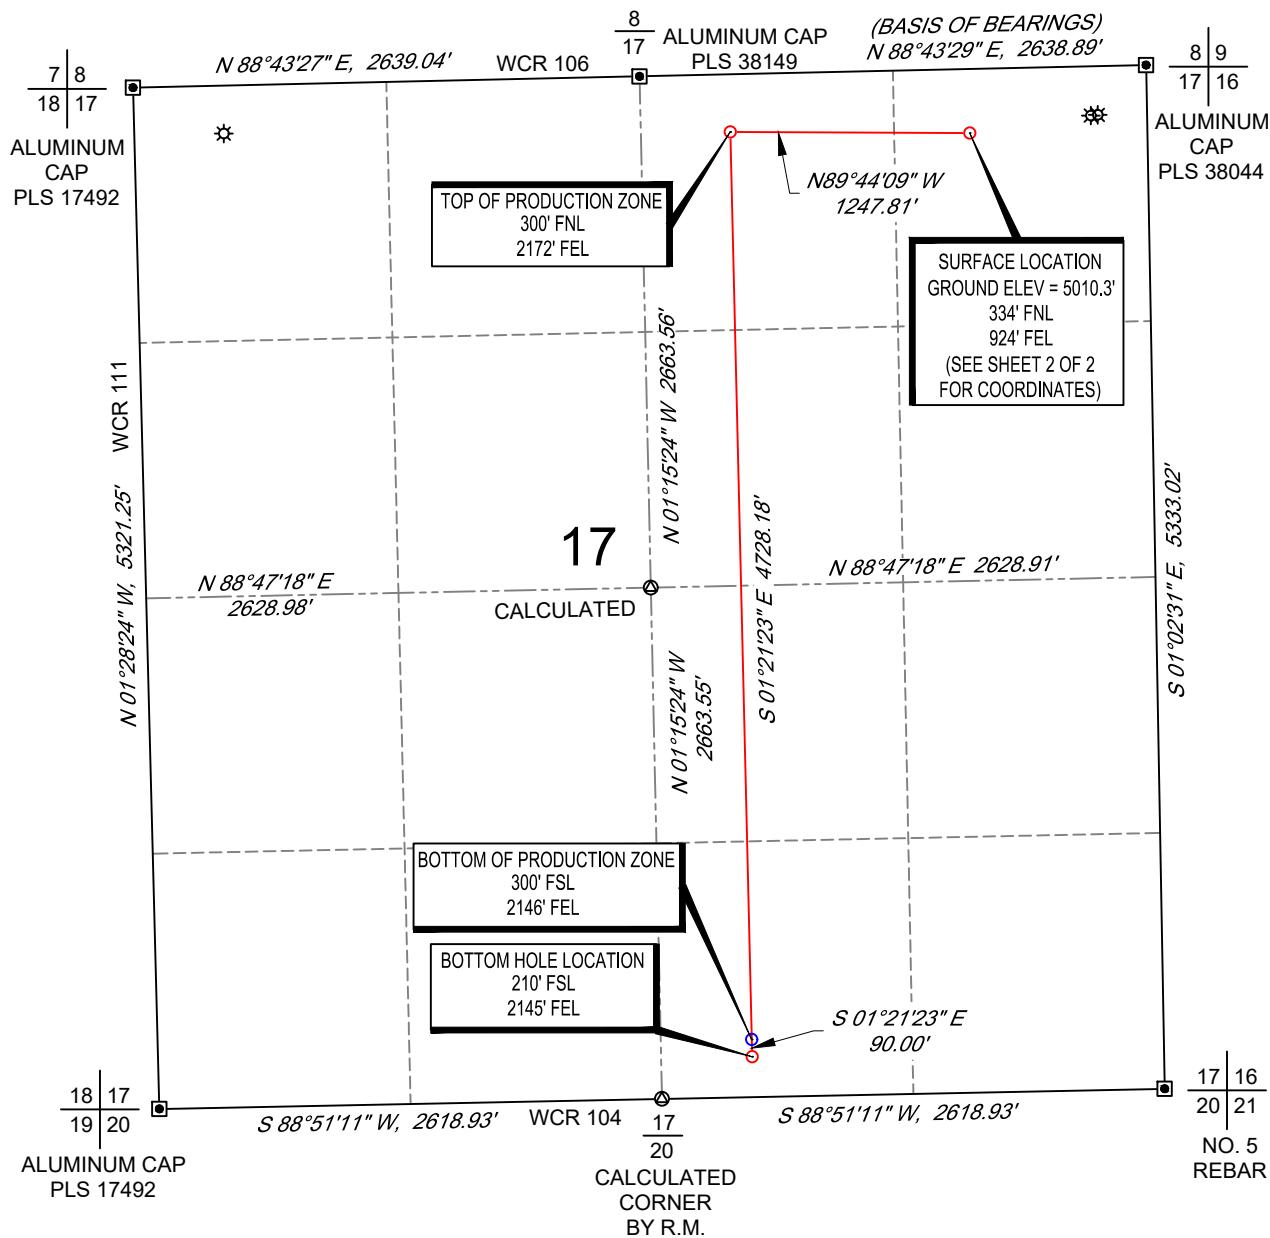 8
17
ALUMINUM CAP
PLS 38149
(BASIS OF BEARINGS)
N 88°43'29" E, 2638.89'
N 88°43'27" E, 2639.04'
WCR 106
7 8
18 17
ALUMINUM
CAP
PLS 17492
8 9
17 16
ALUMINUM
CAP
PLS 38044
TOP OF PRODUCTION ZONE
300' FNL
2172' FEL
N89°44'09" W
1247.81'
SURFACE LOCATION
GROUND ELEV = 5010.3'
334' FNL
924' FEL
(SEE SHEET 2 OF 2
FOR COORDINATES)
WCR 111
N 01°28'24" W, 5321.25'
N 01°15'24" W 2663.56'
S 01°21'23" E 4728.18'
S 01°02'31" E, 5333.02'
17
N 88°47'18" E
2628.98'
CALCULATED
N 88°47'18" E 2628.91'
N 01°15'24" W
2663.55'
BOTTOM OF PRODUCTION ZONE
300' FSL
2146' FEL
BOTTOM HOLE LOCATION
210' FSL
2145' FEL
S 01°21'23" E
90.00'
18 17
19 20
ALUMINUM CAP
PLS 17492
S 88°51'11" W, 2618.93'
WCR 104
17
20
CALCULATED
CORNER
BY R.M.
S 88°51'11" W, 2618.93'
17 16
20 21
NO. 5
REBAR